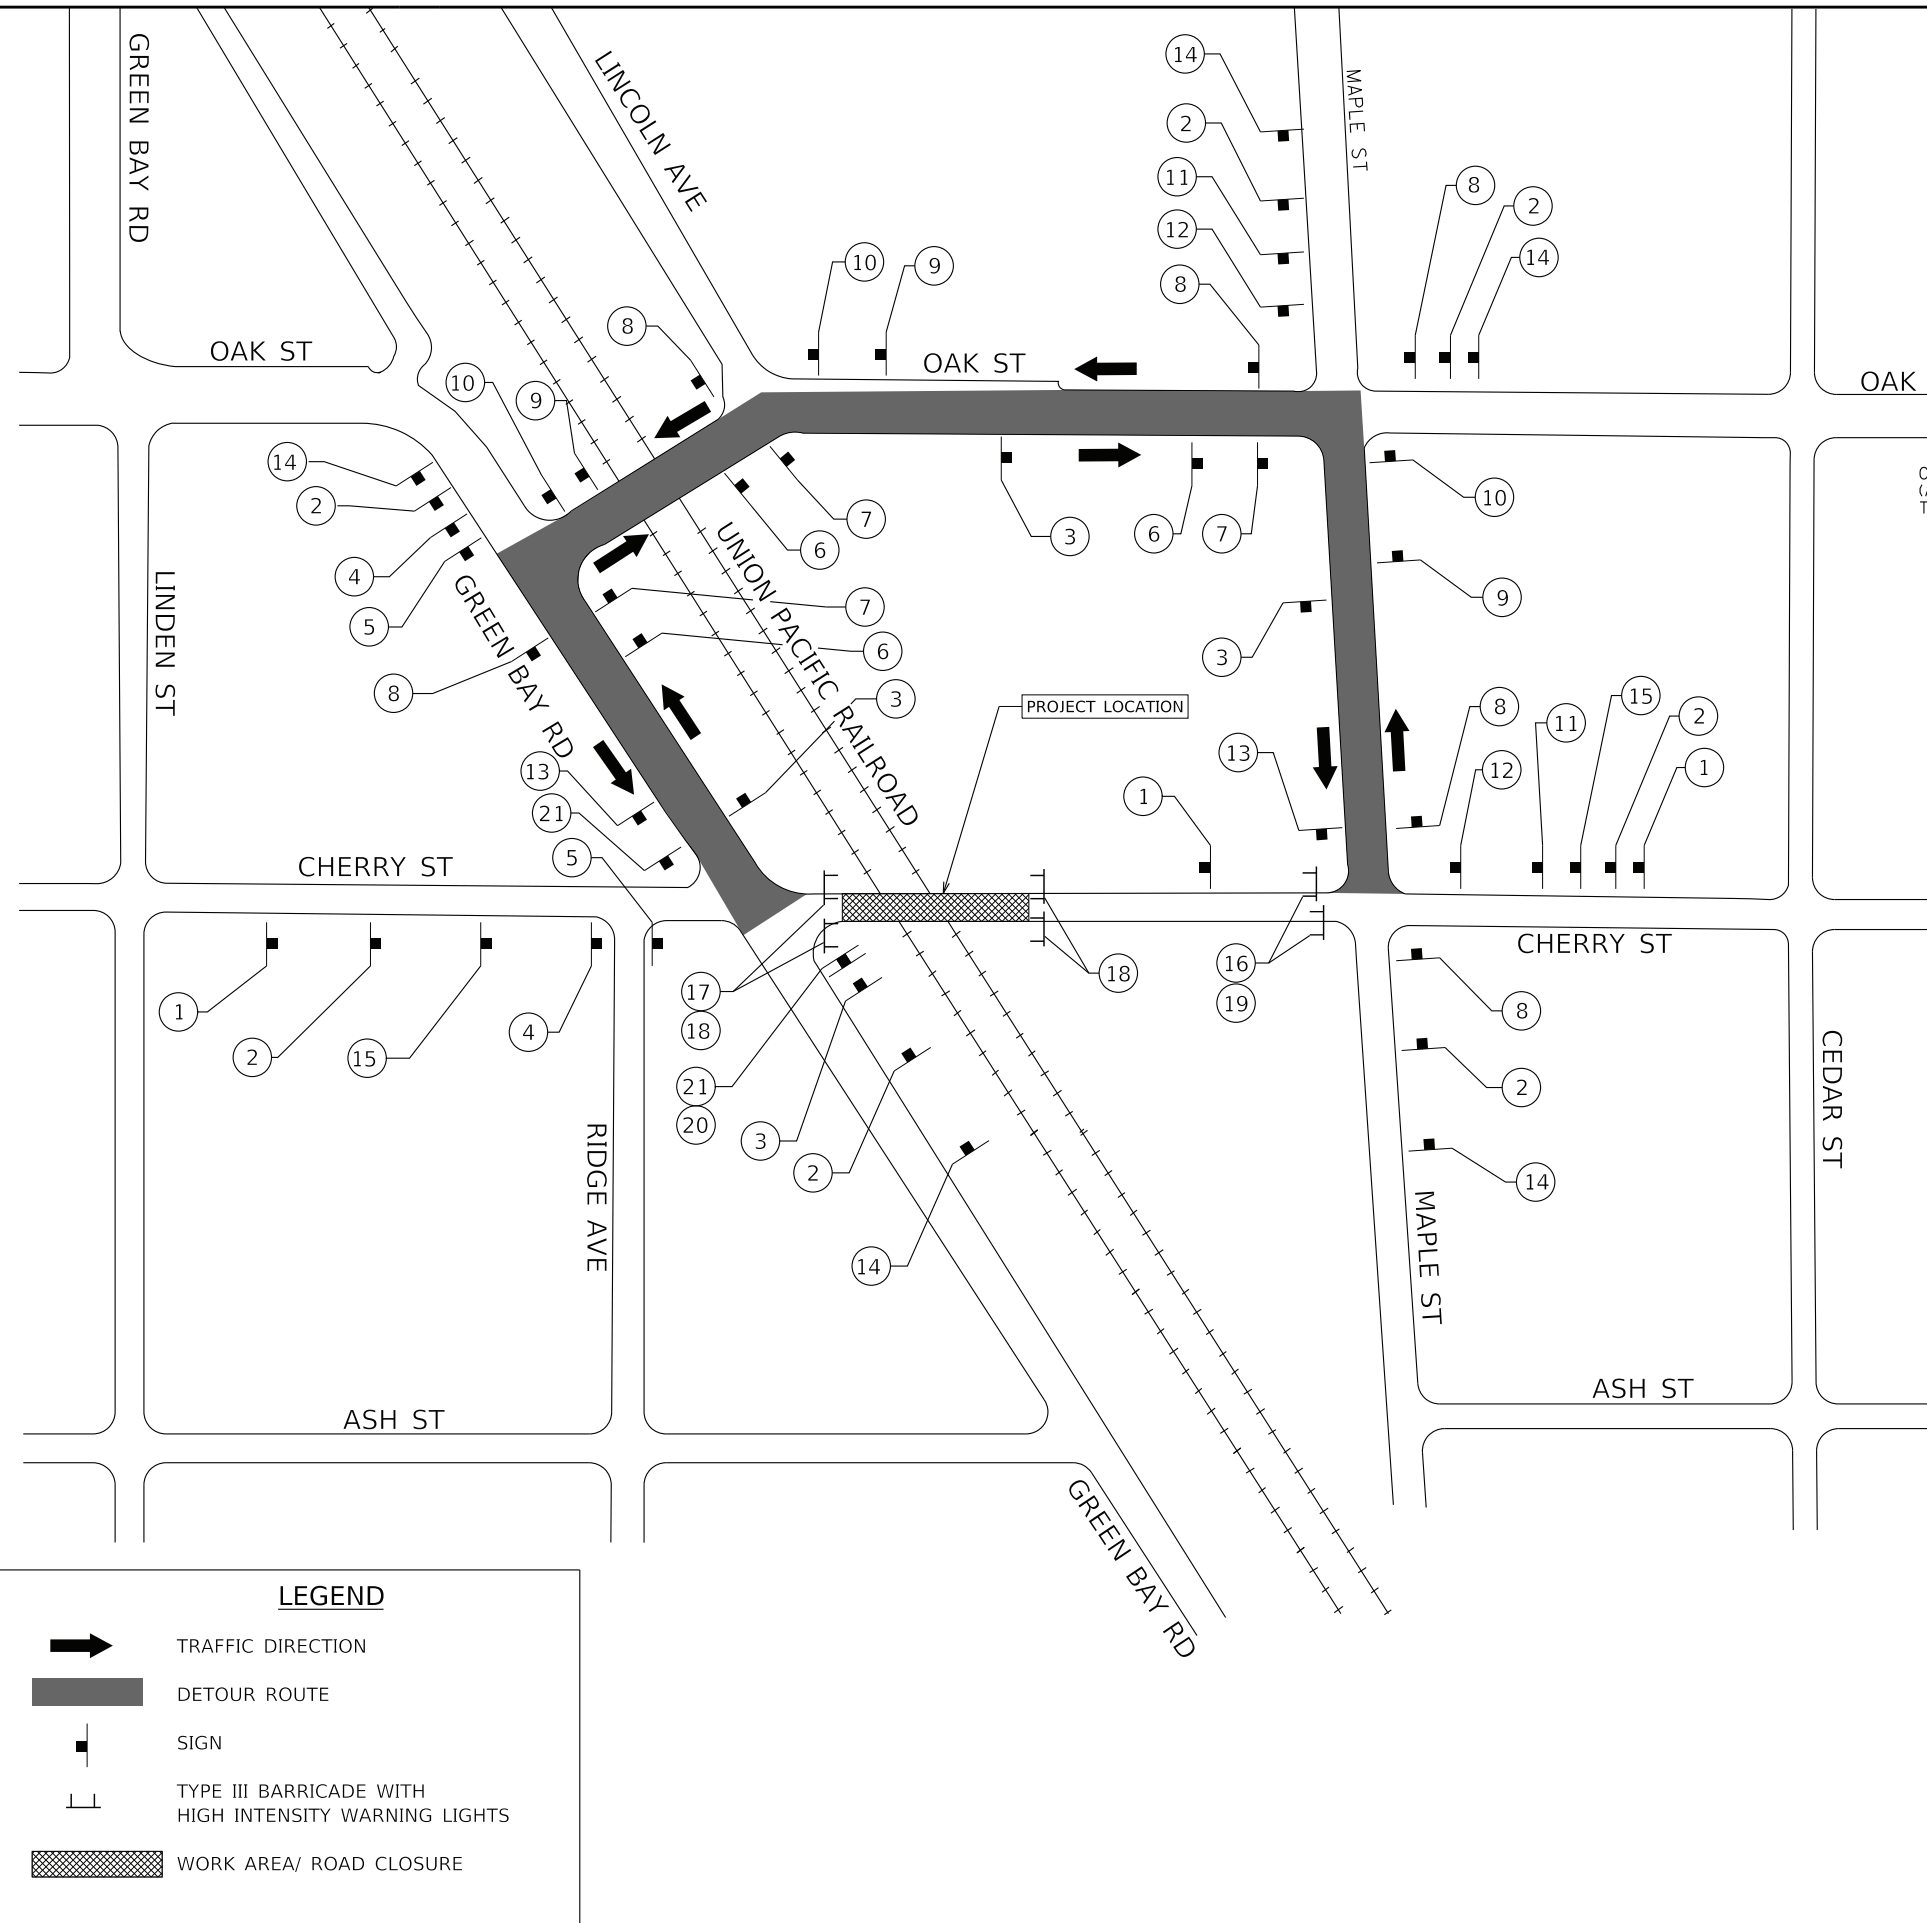 GREEN BAY RD
LINCOLN AVE
MAPLE ST
14
2
11
12
8
8
2
14
10
9
8
OAK ST
10
9
OAK ST
OAK
14
2
4
5
8
LINDEN ST
GREEN BAY RD
7
6
7
6
3
UNION PACIFIC RAILROAD
3
6
7
10
9
3
PROJECT LOCATION
13
1
8
12
11
15
2
1
13
21
5
CHERRY ST
CHERRY ST
1
2
15
4
17
18
21
20
3
2
14
18
16
19
8
2
14
RIDGE AVE
MAPLE ST
CEDAR ST
ASH ST
ASH ST
GREEN BAY RD
LEGEND
TRAFFIC DIRECTION
DETOUR ROUTE
SIGN
TYPE III BARRICADE WITH
HIGH INTENSITY WARNING LIGHTS
WORK AREA/ ROAD CLOSURE